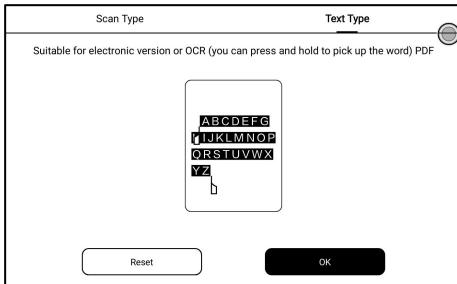 Scan Type
Text Type
Suitable for electronic version or OCR (you can press and hold to pick up the word) PDF
ABCDEFG
IJKLMNOP
QRSTUVWX
YZ
Reset
OK